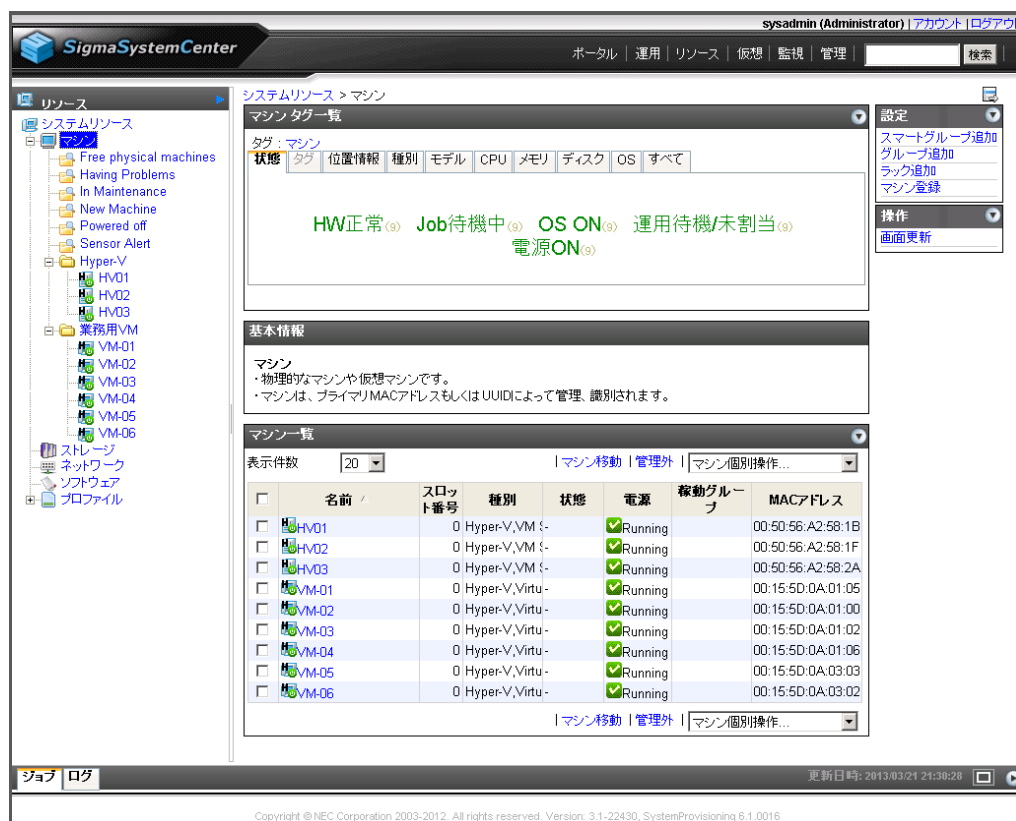 sysadmin (Administrator) | アカウント | ログアウ
SigmaSystemCenter
ポータル | 運用 | リソース | 仮想 | 監視 | 管理 |
検索
リソース
システムリソース
マシン
Free physical machines
Having Problems
In Maintenance
New Machine
Powered off
Sensor Alert
Hyper-V
HV01
HV02
HV03
業務用VM
VM-01
VM-02
VM-03
VM-04
VM-05
VM-06
ストレージ
ネットワーク
ソフトウェア
プロファイル
システムリソース > マシン
マシン タグ一覧
タグ : マシン
状態 タグ 位置情報 種別 モデル CPU メモリ ディスク OS すべて
HW正常(9) Job待機中(9) OS ON(9) 運用待機/未割当(9)
電源ON(9)
基本情報
マシン
・物理的なマシンや仮想マシンです。
・マシンは、プライマリMACアドレスもしくはUUIDによって管理、識別されます。
マシン一覧
表示件数 20 | マシン移動 | 管理外 | マシン個別操作...
名前 スロット番号 種別 状態 電源 稼動グループ MACアドレス
HV01 0 Hyper-V,VM S- Running 00:50:56:A2:58:1B
HV02 0 Hyper-V,VM S- Running 00:50:56:A2:58:1F
HV03 0 Hyper-V,VM S- Running 00:50:56:A2:58:2A
VM-01 0 Hyper-V,Virtu- Running 00:15:5D:0A:01:05
VM-02 0 Hyper-V,Virtu- Running 00:15:5D:0A:01:00
VM-03 0 Hyper-V,Virtu- Running 00:15:5D:0A:01:02
VM-04 0 Hyper-V,Virtu- Running 00:15:5D:0A:01:06
VM-05 0 Hyper-V,Virtu- Running 00:15:5D:0A:03:03
VM-06 0 Hyper-V,Virtu- Running 00:15:5D:0A:03:02
| マシン移動 | 管理外 | マシン個別操作...
設定
スマートグループ追加
グループ追加
ラック追加
マシン登録
操作
画面更新
ジョブ ログ
更新日時: 2013/03/21 21:30:28
Copyright © NEC Corporation 2003-2012. All rights reserved. Version: 3.1-22430, SystemProvisioning 6.1.0016